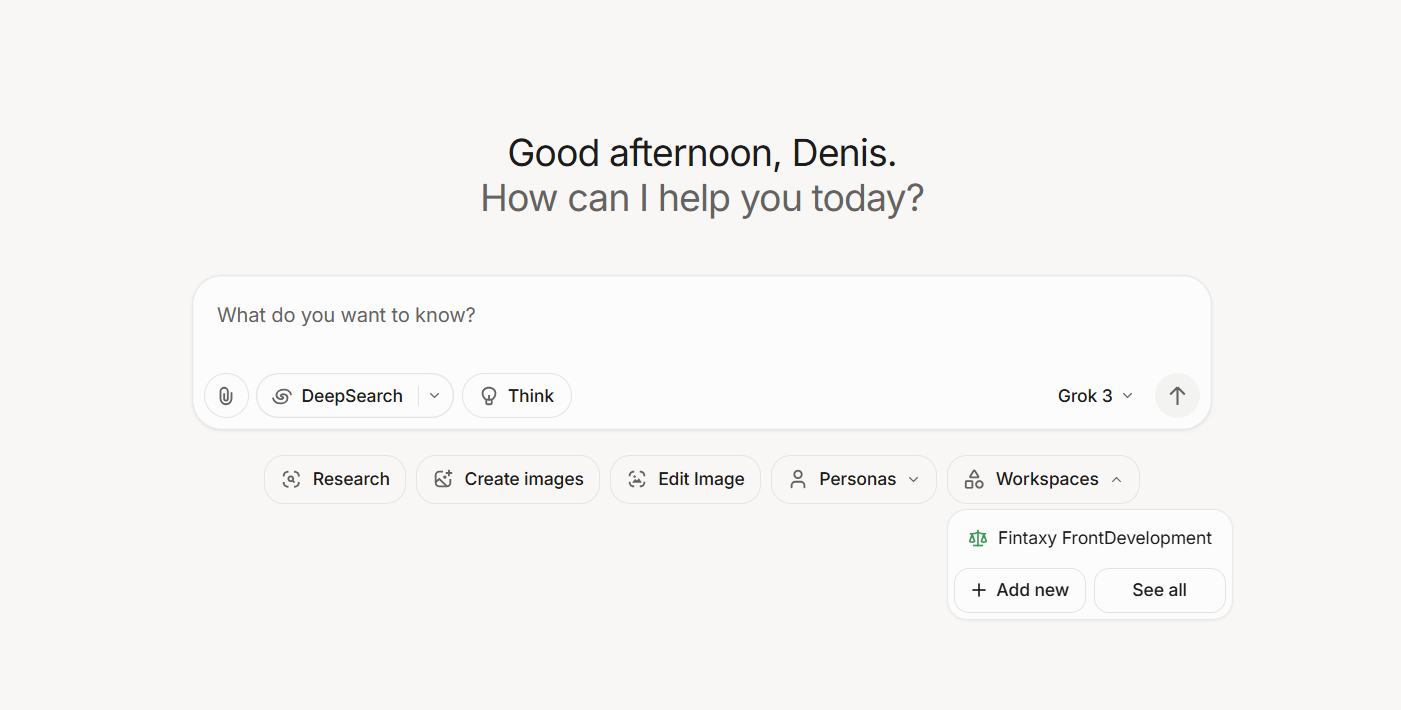 Good afternoon, Denis.
How can I help you today?
What do you want to know?
DeepSearch
Think
Grok 3
Research
Create images
Edit Image
Personas
Workspaces
Fintaxy FrontDevelopment
Add new
See all